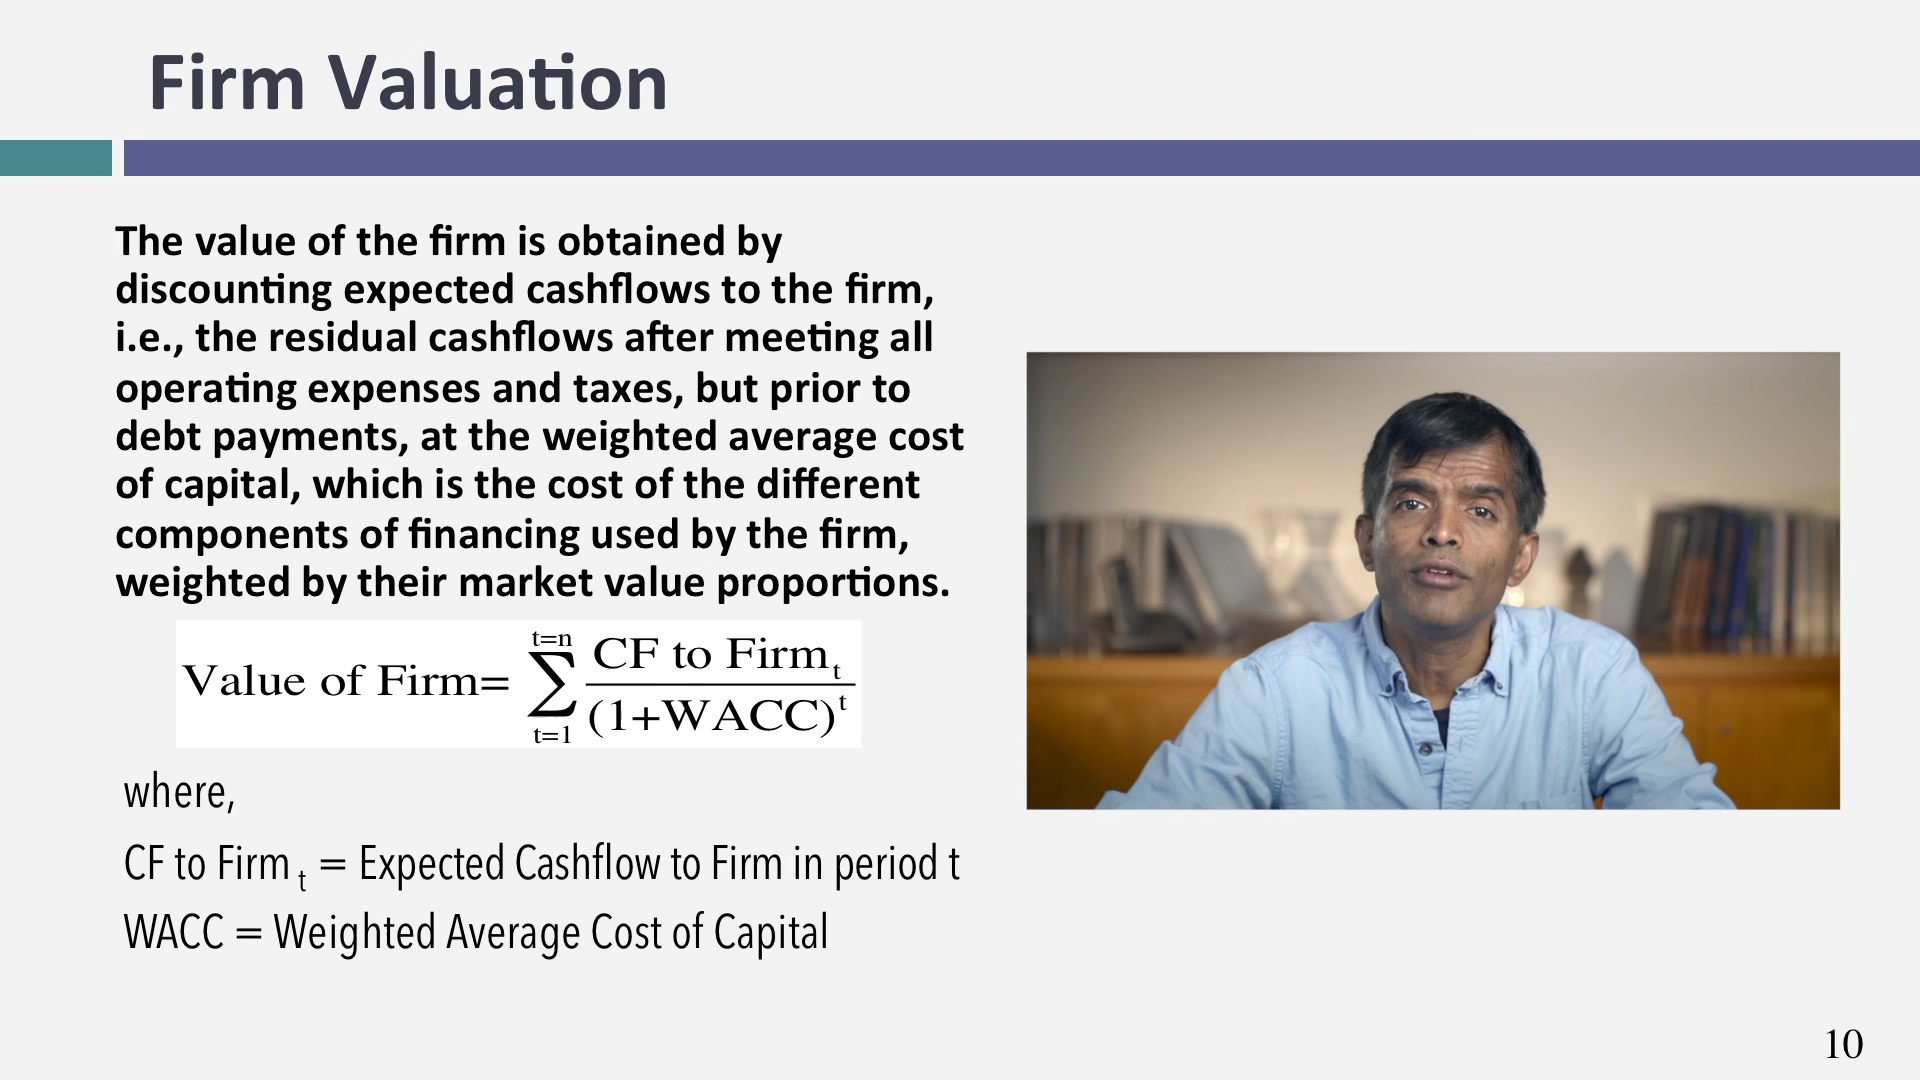 Firm Valuation
The value of the firm is obtained by
discounting expected cashflows to the firm,
i.e., the residual cashflows after meeting all
operating expenses and taxes, but prior to
debt payments, at the weighted average cost
of capital, which is the cost of the different
components of financing used by the firm,
weighted by their market value proportions.
Value of Firm= t=n ∑ t=1 CF to Firm_t / (1+WACC)^t
where,
CF to Firm t = Expected Cashflow to Firm in period t
WACC = Weighted Average Cost of Capital
10